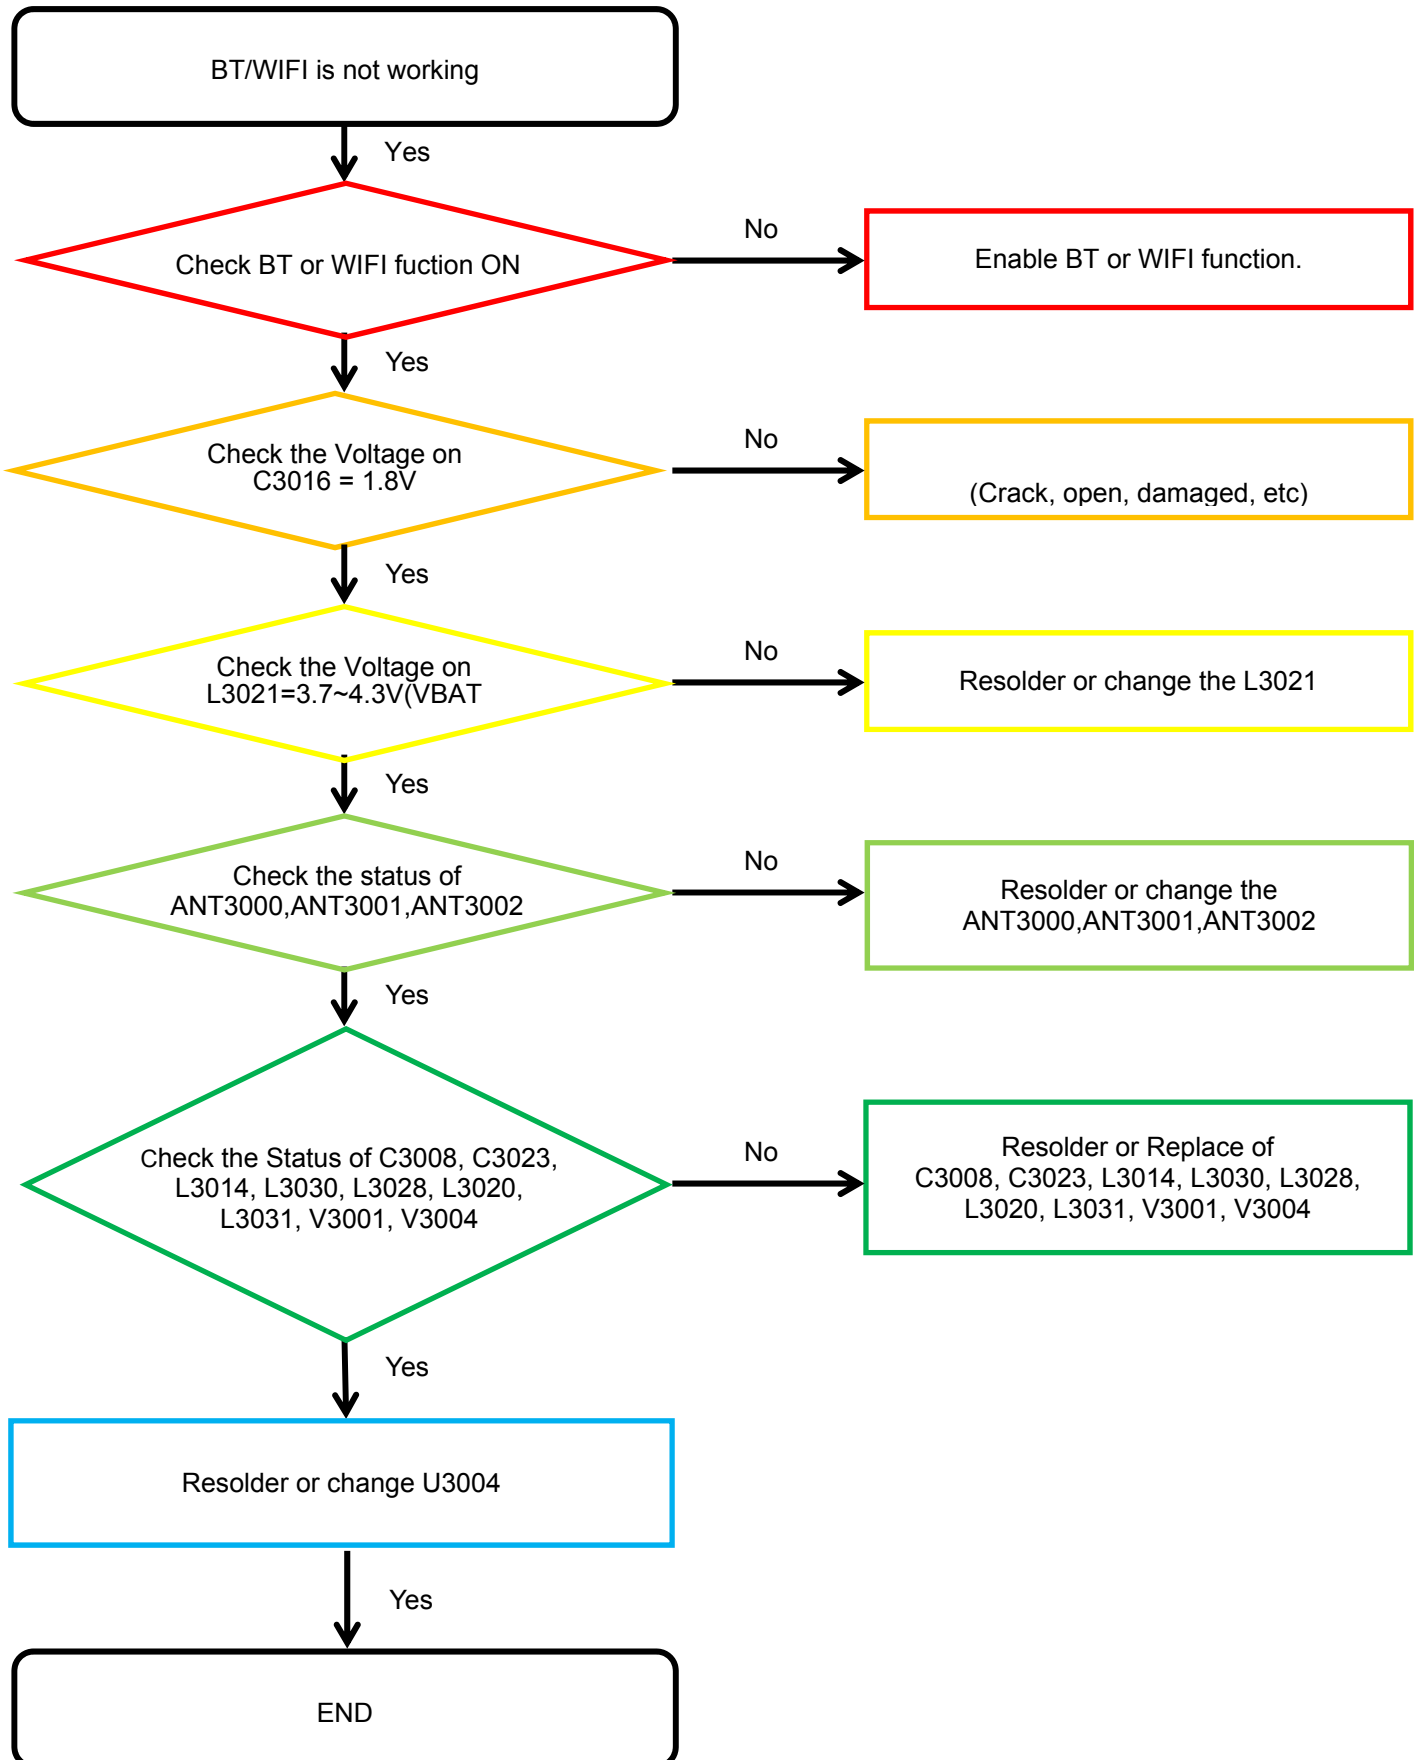 BT/WIFI is not working
Yes
Check BT or WIFI fuction ON
No
Enable BT or WIFI function.
Yes
Check the Voltage on
C3016 = 1.8V
No
(Crack, open, damaged, etc)
Yes
Check the Voltage on
L3021=3.7~4.3V(VBAT
No
Resolder or change the L3021
Yes
Check the status of
ANT3000,ANT3001,ANT3002
No
Resolder or change the
ANT3000,ANT3001,ANT3002
Yes
Check the Status of C3008, C3023,
L3014, L3030, L3028, L3020,
L3031, V3001, V3004
No
Resolder or Replace of
C3008, C3023, L3014, L3030, L3028,
L3020, L3031, V3001, V3004
Yes
Resolder or change U3004
Yes
END